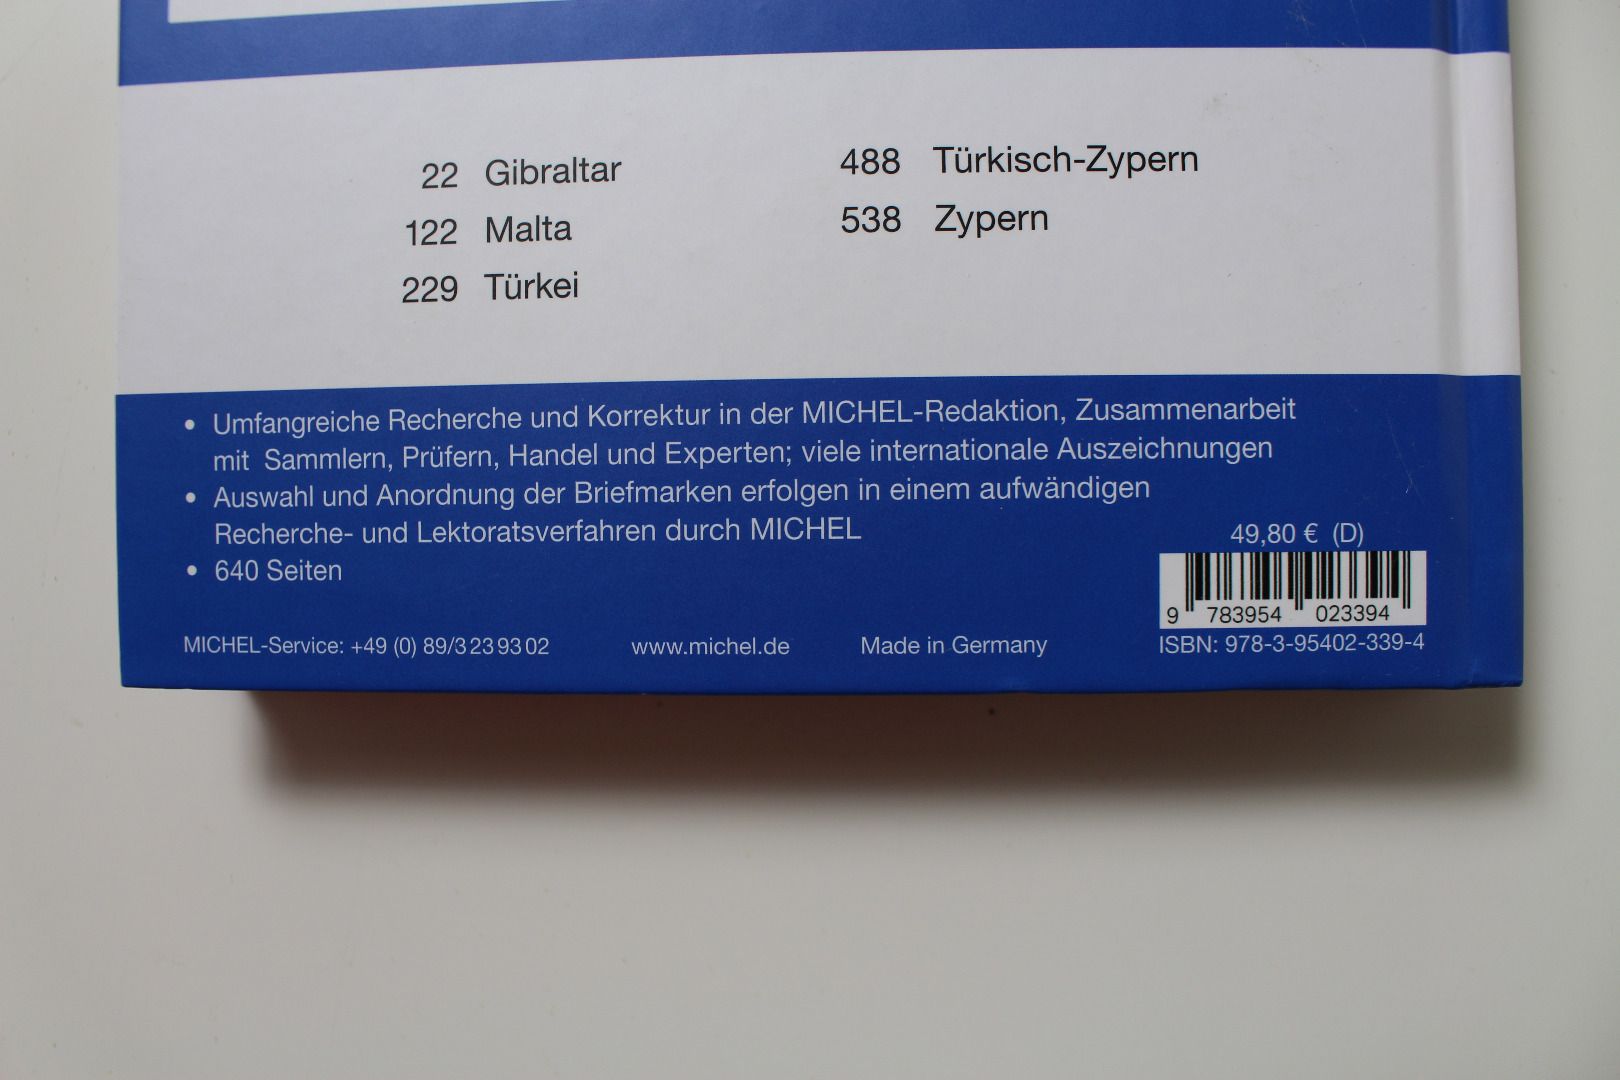 22 Gibraltar
122 Malta
229 Türkei
488 Türkisch-Zypern
538 Zypern
• Umfangreiche Recherche und Korrektur in der MICHEL-Redaktion, Zusammenarbeit
mit Sammlern, Prüfern, Handel und Experten; viele internationale Auszeichnungen
• Auswahl und Anordnung der Briefmarken erfolgen in einem aufwändigen
Recherche- und Lektoratsverfahren durch MICHEL
• 640 Seiten
49,80 € (D)
9 783954 023394
MICHEL-Service: +49 (0) 89/3 23 93 02 www.michel.de Made in Germany ISBN: 978-3-95402-339-4